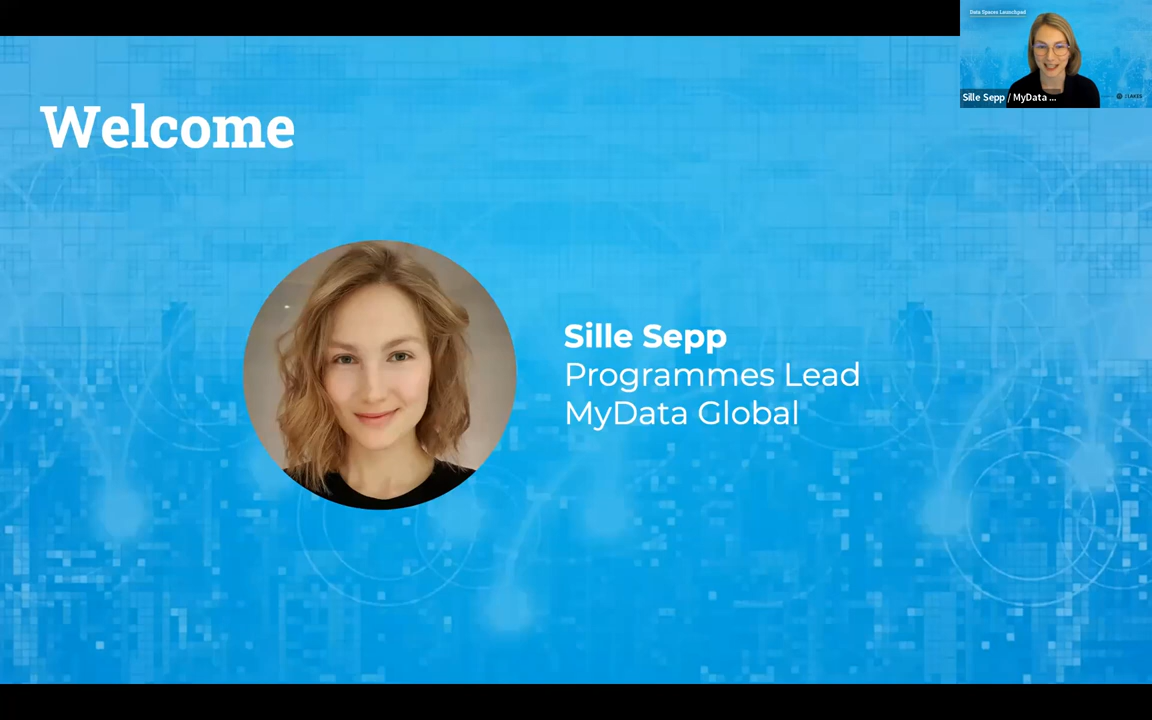 Data Spaces Launchpad
Sille Sepp / MyData ...
Welcome
Sille Sepp
Programmes Lead
MyData Global